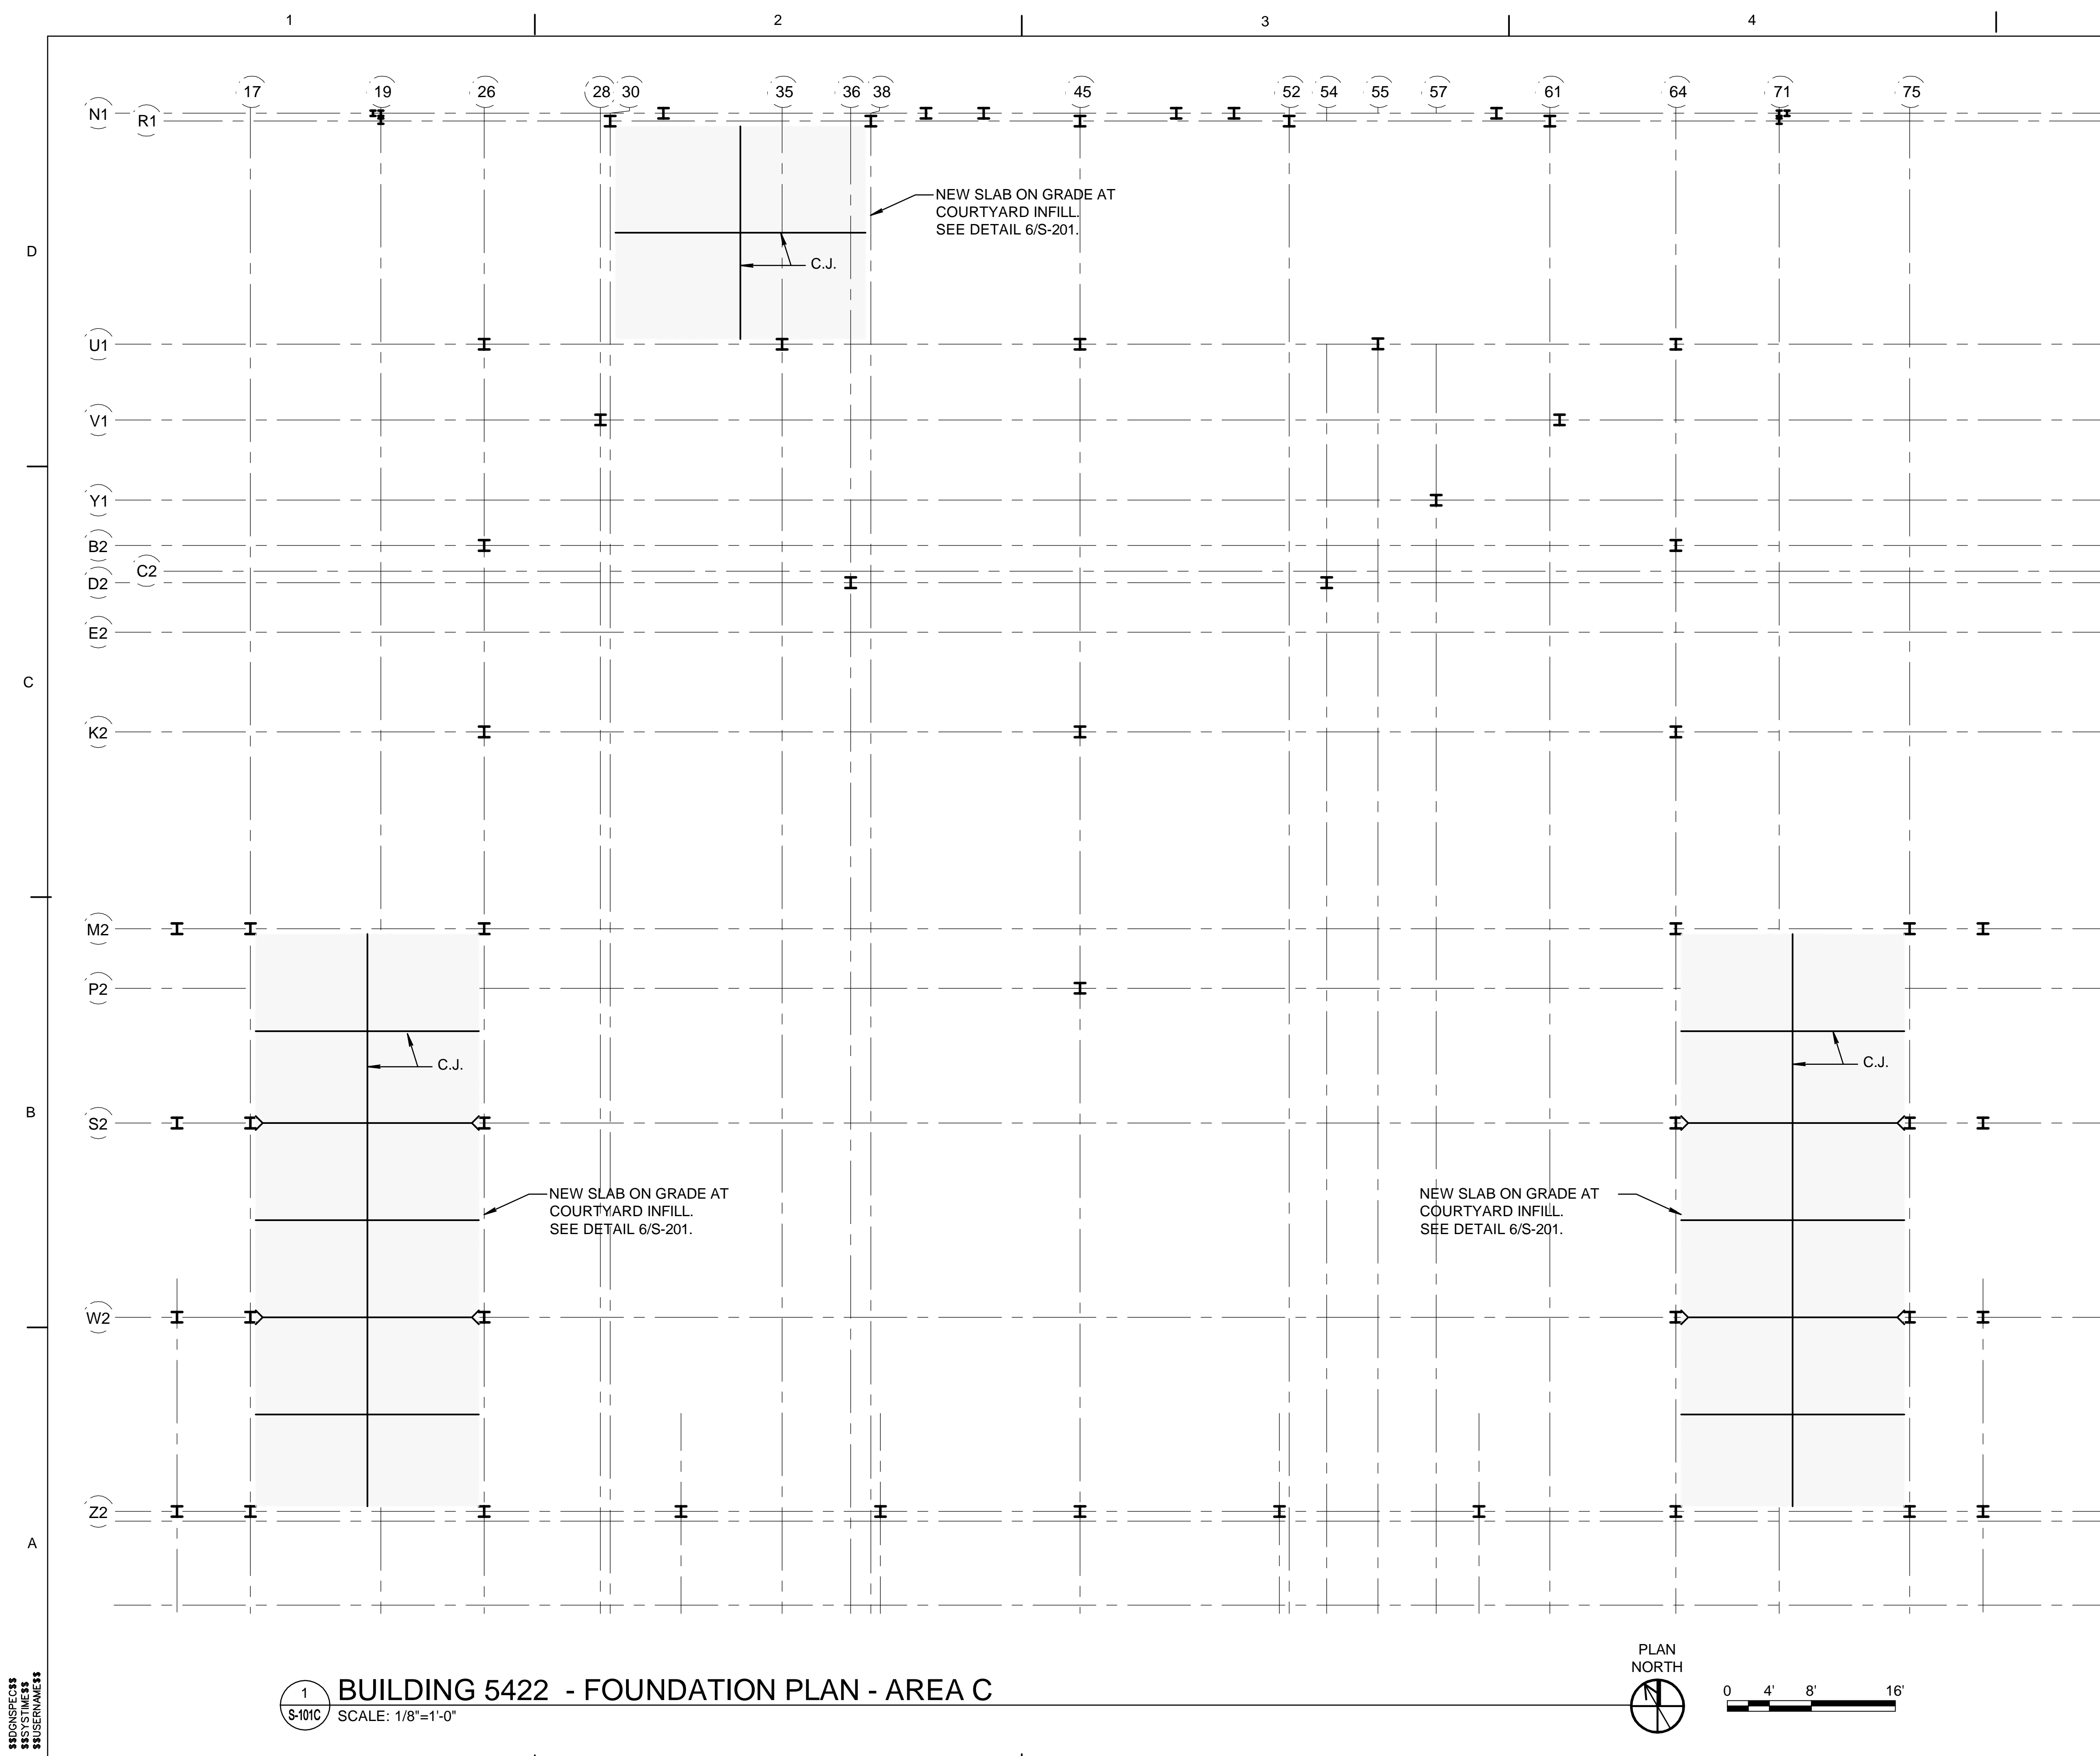 1 2 3 4
17 19 26 28 30 35 36 38 45 52 54 55 57 61 64 71 75
N1
R1
NEW SLAB ON GRADE AT
COURTYARD INFILL.
SEE DETAIL 6/S-201.
D
C.J.
U1
V1
Y1
B2
C2
D2
E2
C
K2
M2
P2
C.J.
C.J.
B
S2
NEW SLAB ON GRADE AT
COURTYARD INFILL.
SEE DETAIL 6/S-201.
NEW SLAB ON GRADE AT
COURTYARD INFILL.
SEE DETAIL 6/S-201.
W2
Z2
A
PLAN
NORTH
1
S-101C
BUILDING 5422 - FOUNDATION PLAN - AREA C
SCALE: 1/8"=1'-0"
0 4' 8' 16'
$$DGNSPEC$$
$$SYSTIME$$
$$USERNAME$$